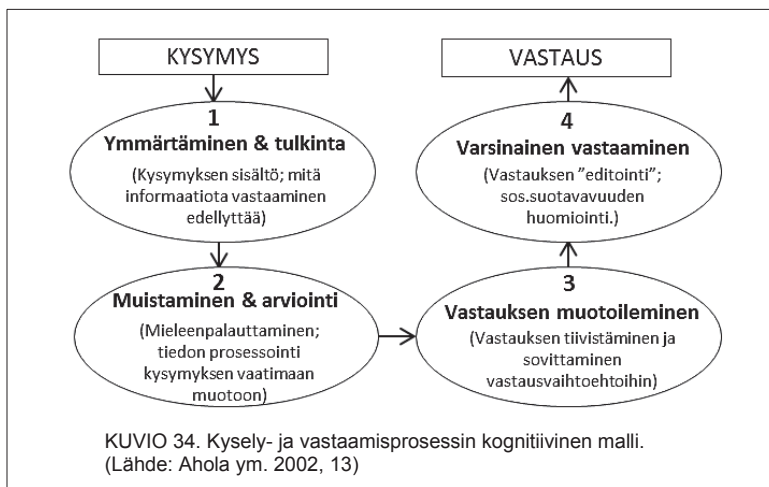 KYSYMYS
1
Ymmärtäminen & tulkinta
(Kysymyksen sisältö; mitä
informaatiota vastaaminen
edellyttää)
2
Muistaminen & arviointi
(Mieleenpalauttaminen;
tiedon prosessointi
kysymyksen vaatimaan
muotoon)
3
Vastauksen muotoileminen
(Vastauksen tiivistäminen ja
sovittaminen
vastausvaihtoehtoihin)
4
Varsinainen vastaaminen
(Vastauksen ”editointi”;
sos.suotavavuuden
huomiointi.)
VASTAUS
KUVIO 34. Kysely- ja vastaamisprosessin kognitiivinen malli.
(Lähde: Ahola ym. 2002, 13)